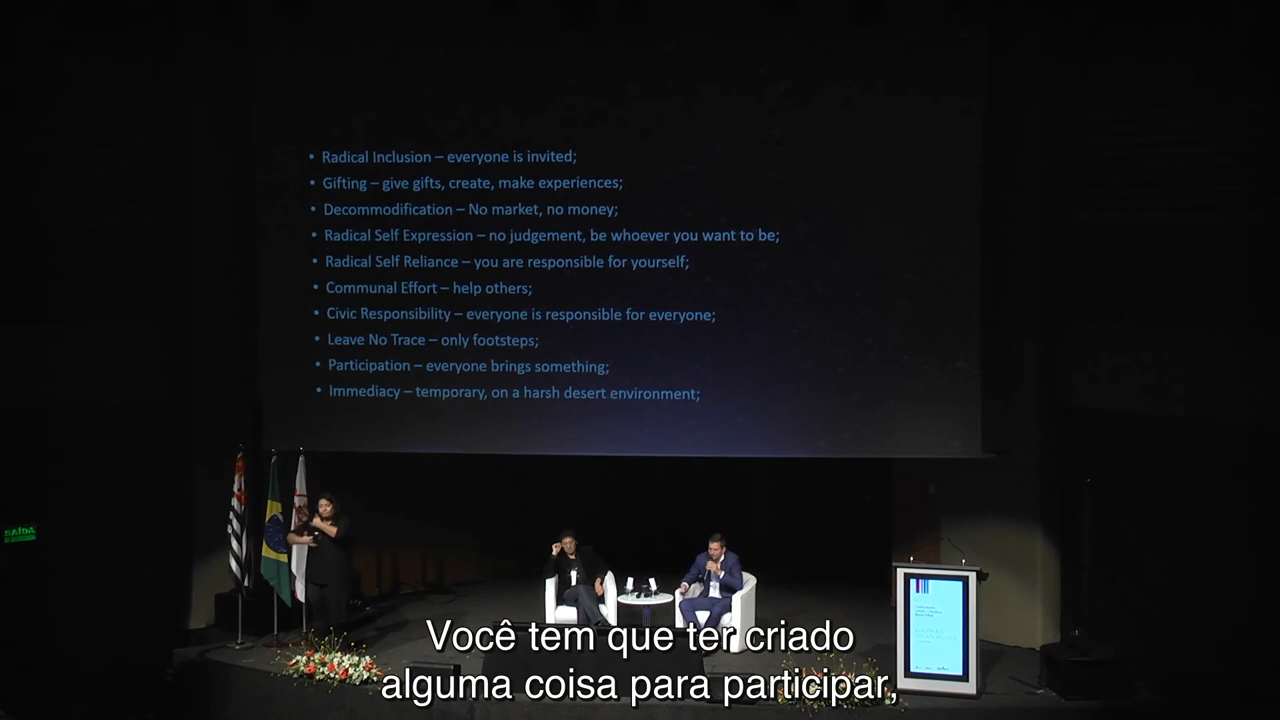 • Radical Inclusion – everyone is invited;
• Gifting – give gifts, create, make experiences;
• Decommodification – No market, no money;
• Radical Self Expression – no judgement, be whoever you want to be;
• Radical Self Reliance – you are responsible for yourself;
• Communal Effort – help others;
• Civic Responsibility – everyone is responsible for everyone;
• Leave No Trace – only footsteps;
• Participation – everyone brings something;
• Immediacy – temporary, on a harsh desert environment;
SAÍDA
Você tem que ter criado
alguma coisa para participar,